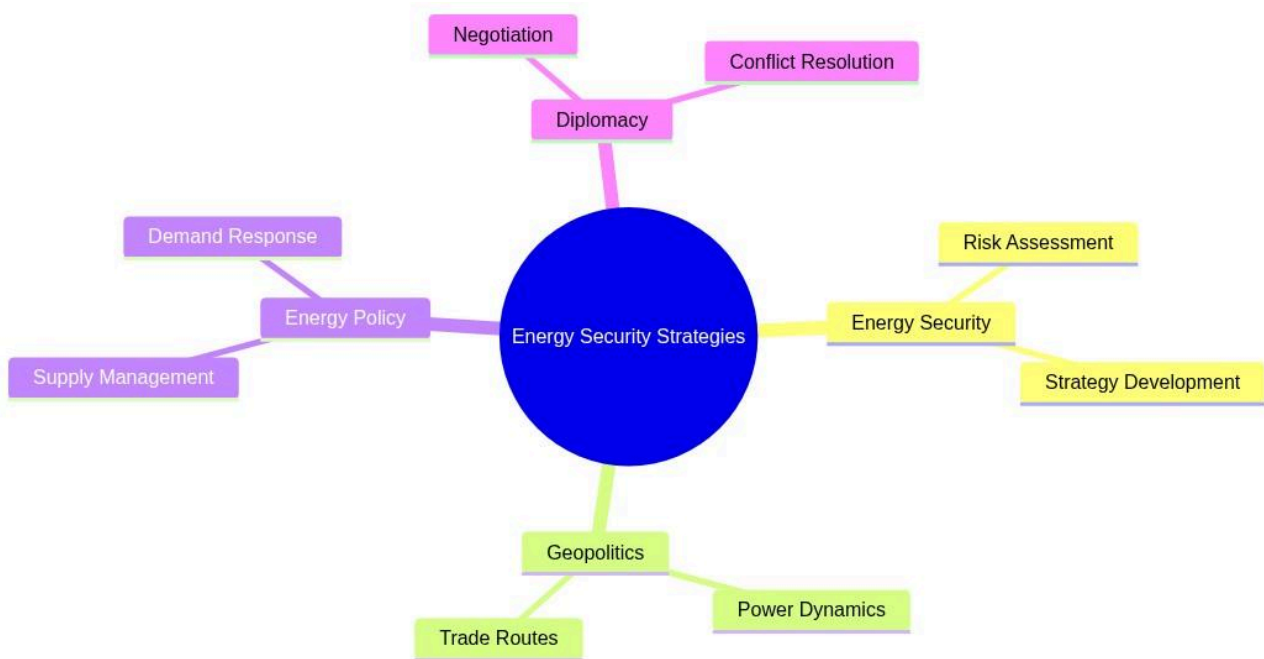 Negotiation
Conflict Resolution
Diplomacy
Demand Response
Risk Assessment
Energy Policy
Energy Security Strategies
Energy Security
Supply Management
Strategy Development
Geopolitics
Power Dynamics
Trade Routes